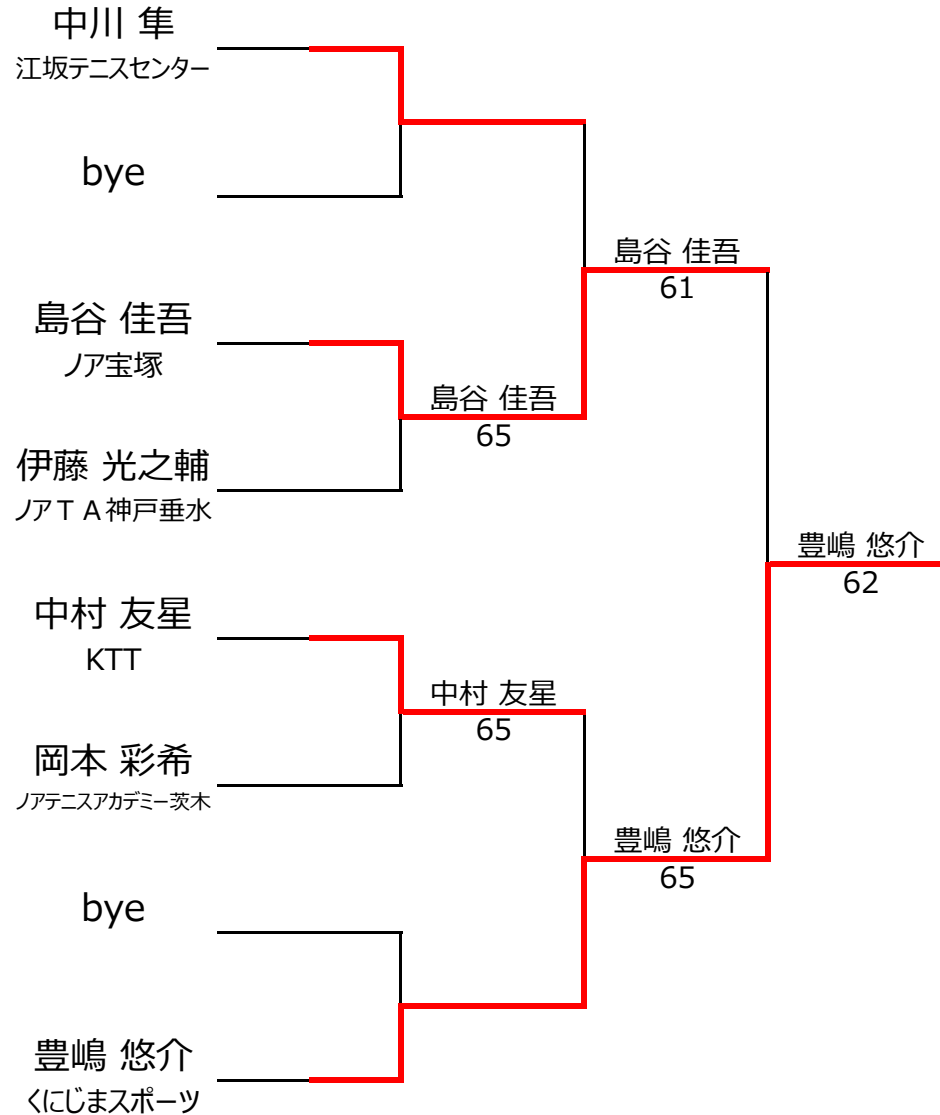 中川 隼
江坂テニスセンター
bye
島谷 佳吾
61
島谷 佳吾
ノア宝塚
島谷 佳吾
65
伊藤 光之輔
ノアＴＡ神戸垂水
豊嶋 悠介
62
中村 友星
KTT
中村 友星
65
岡本 彩希
ノアテニスアカデミー茨木
豊嶋 悠介
65
bye
豊嶋 悠介
くにじまスポーツ